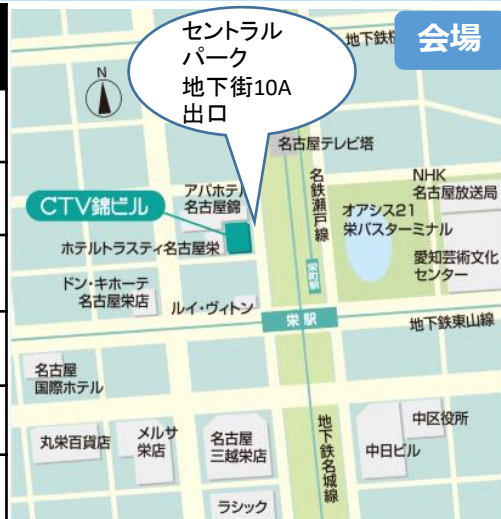 セントラル
パーク
地下街10A
出口
会場
地下鉄桜
N
名古屋テレビ塔
アパホテル
名古屋錦
CTV錦ビル
名鉄瀬戸線
NHK
名古屋放送局
オアシス21
栄バスターミナル
ホテルトラスティ名古屋栄
栄町駅
愛知芸術文化
センター
ドン・キホーテ
名古屋栄店
ルイ・ヴィトン
栄駅
地下鉄東山線
名古屋
国際ホテル
丸栄百貨店
メルサ
栄店
名古屋
三越栄店
地下鉄名城線
中区役所
中日ビル
ラシック